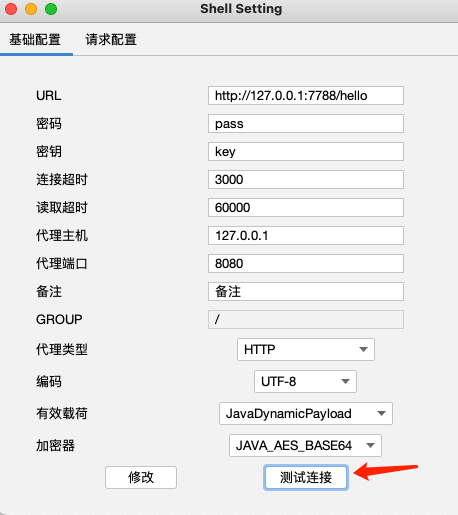 Shell Setting
基础配置 请求配置
URL http://127.0.0.1:7788/hello
密码 pass
密钥 key
连接超时 3000
读取超时 60000
代理主机 127.0.0.1
代理端口 8080
备注 备注
GROUP /
代理类型 HTTP
编码 UTF-8
有效载荷 JavaDynamicPayload
加密器 JAVA_AES_BASE64
修改 测试连接